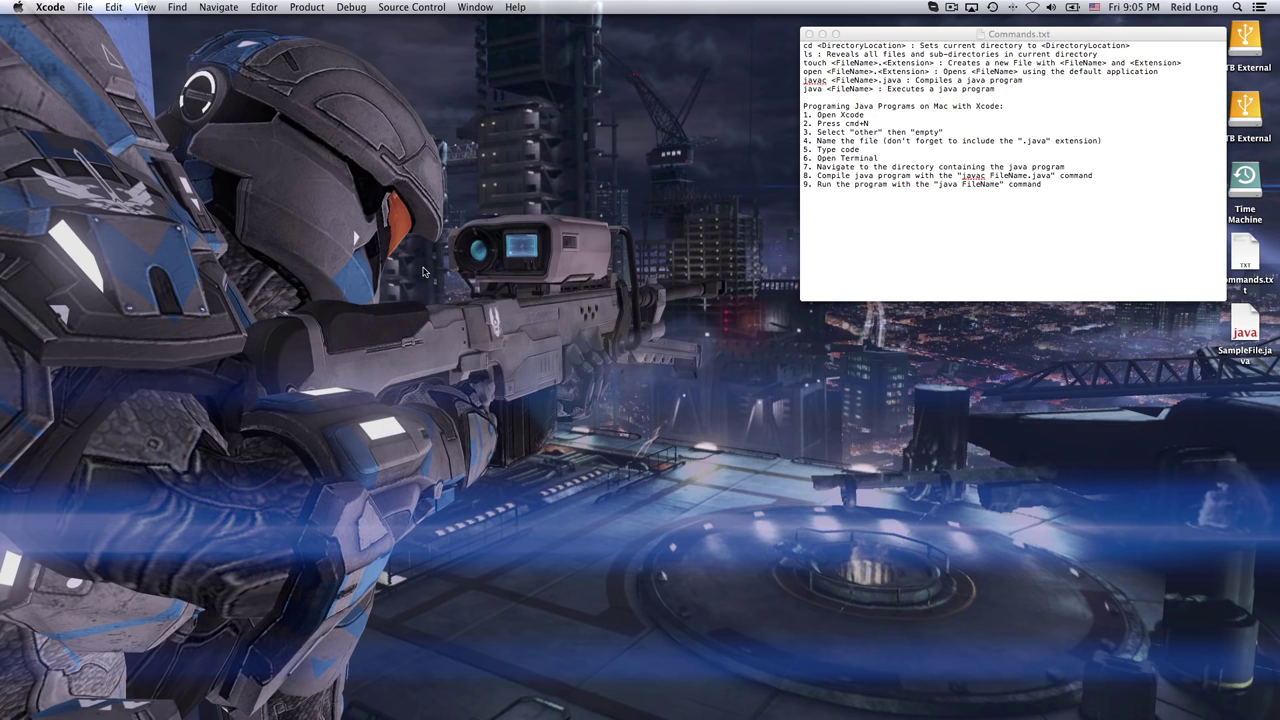 Xcode File Edit View Find Navigate Editor Product Debug Source Control Window Help Fri 9:05 PM Reid Long
Commands.txt
cd <DirectoryLocation> : Sets current directory to <DirectoryLocation>
ls : Reveals all files and sub-directories in current directory
touch <FileName>.<Extension> : Creates a new File with <FileName> and <Extension>
open <FileName>.<Extension> : Opens <FileName> using the default application
javac <FileName>.java : Compiles a java program
java <FileName> : Executes a java program
Programing Java Programs on Mac with Xcode:
1. Open Xcode
2. Press cmd+N
3. Select "other" then "empty"
4. Name the file (don't forget to include the ".java" extension)
5. Type code
6. Open Terminal
7. Navigate to the directory containing the java program
8. Compile java program with the "javac FileName.java" command
9. Run the program with the "java FileName" command
TB External
TB External
Time
Machine
TXT
ommands.tx
t
java
SampleFile.ja
va